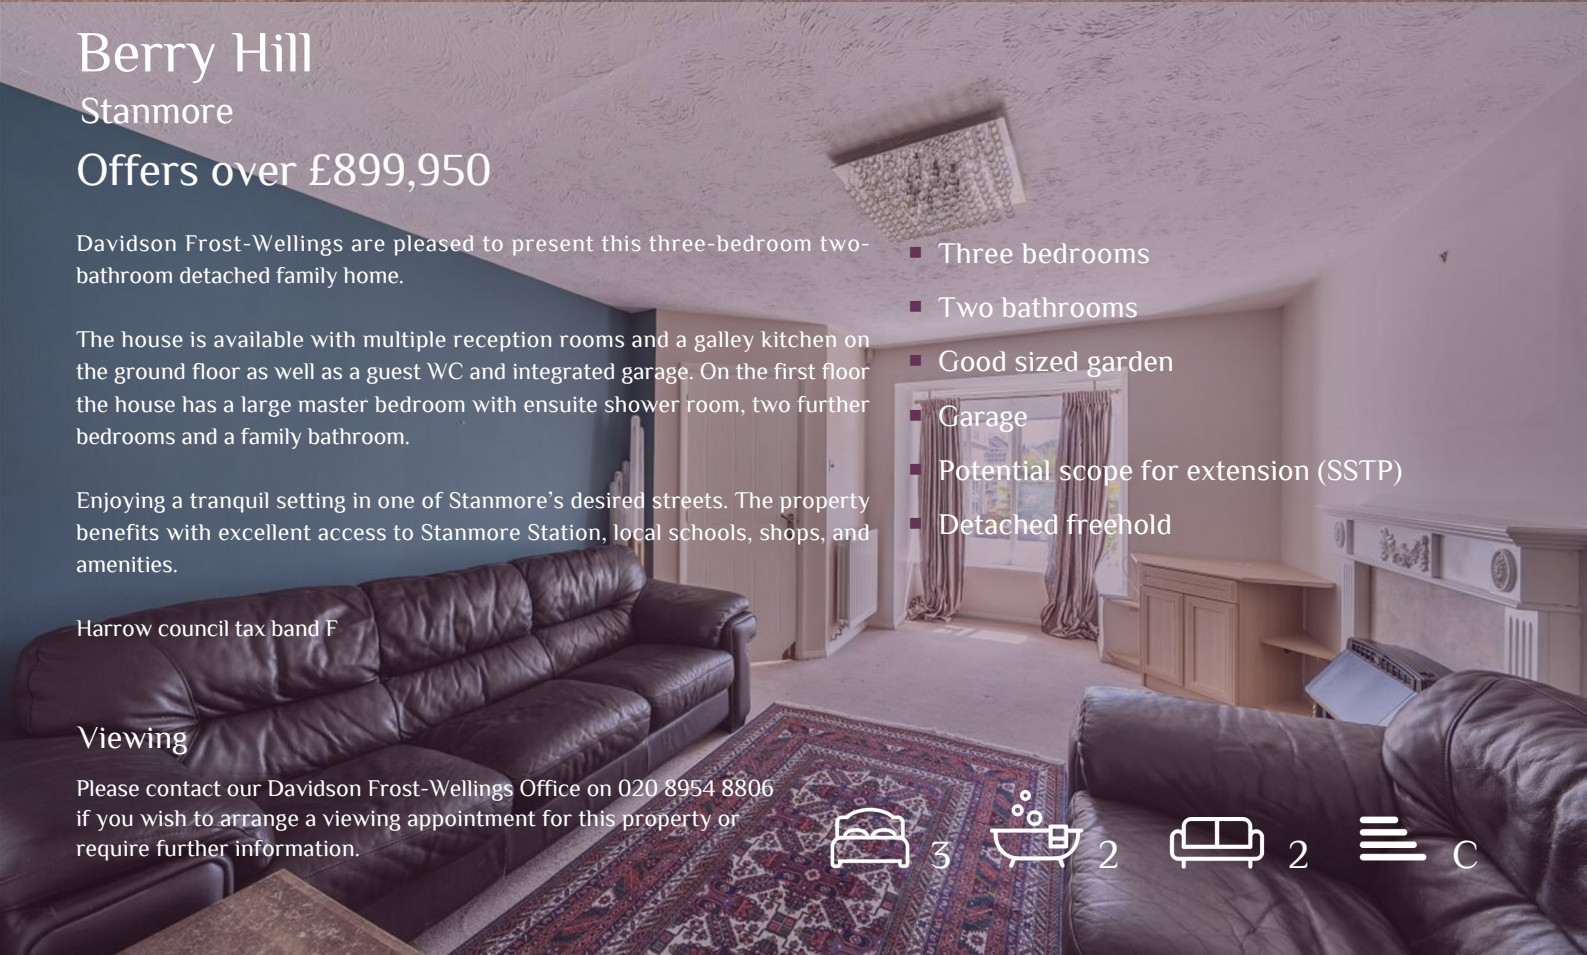 Berry Hill
Stanmore
Offers over £899,950
Davidson Frost-Wellings are pleased to present this three-bedroom two-
bathroom detached family home.
The house is available with multiple reception rooms and a galley kitchen on
the ground floor as well as a guest WC and integrated garage. On the first floor
the house has a large master bedroom with ensuite shower room, two further
bedrooms and a family bathroom.
Enjoying a tranquil setting in one of Stanmore’s desired streets. The property
benefits with excellent access to Stanmore Station, local schools, shops, and
amenities.
Harrow council tax band F
▪ Three bedrooms
▪ Two bathrooms
▪ Good sized garden
▪ Garage
▪ Potential scope for extension (SSTP)
▪ Detached freehold
Viewing
Please contact our Davidson Frost-Wellings Office on 020 8954 8806
if you wish to arrange a viewing appointment for this property or
require further information.
3 2 2 C